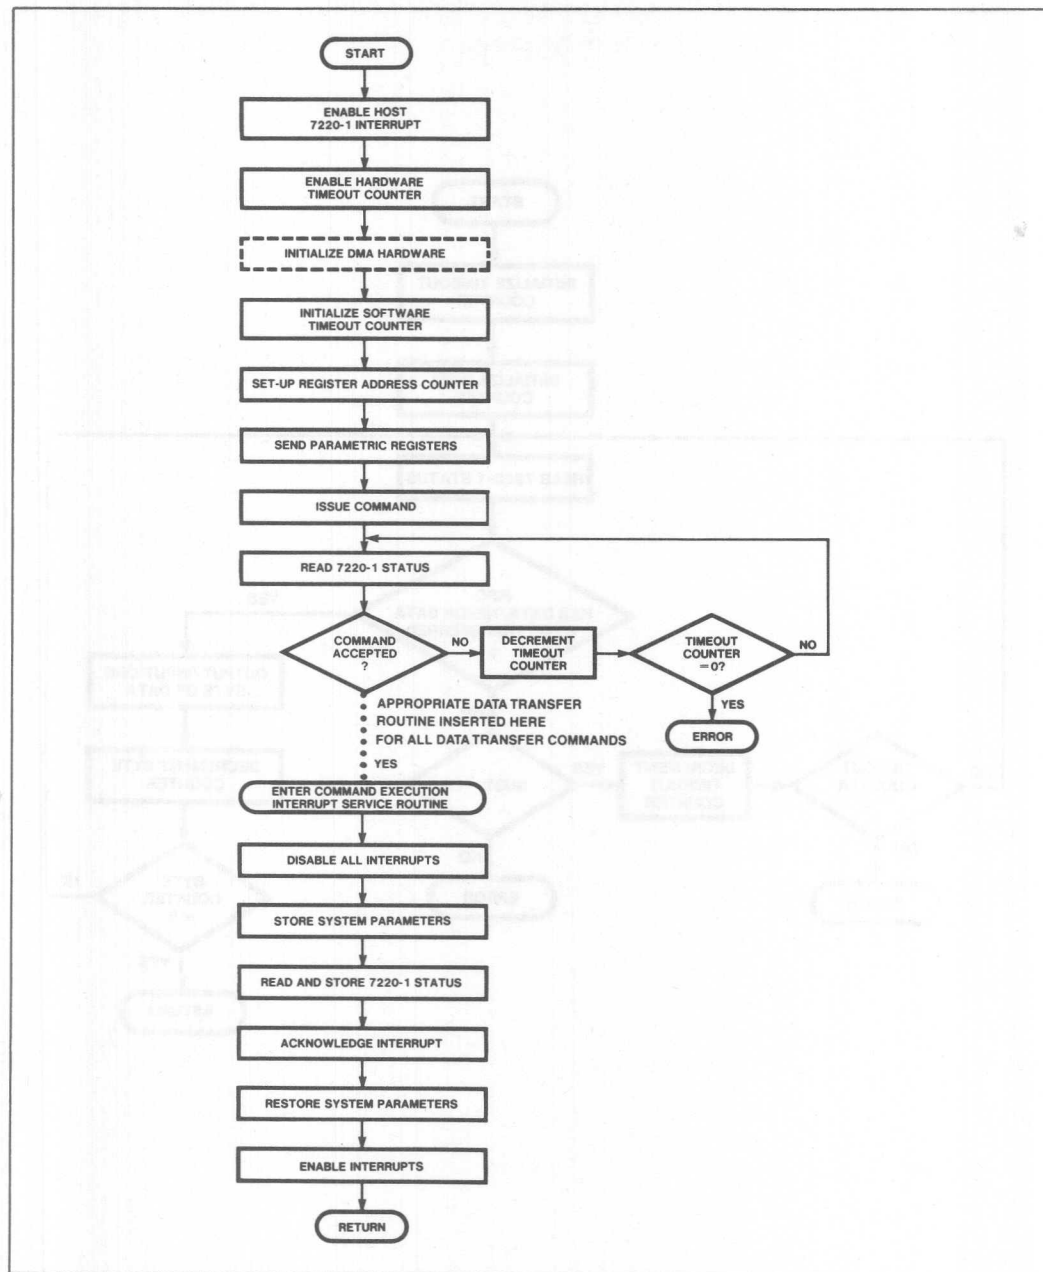 START
ENABLE HOST
7220-1 INTERRUPT
ENABLE HARDWARE
TIMEOUT COUNTER
INITIALIZE DMA HARDWARE
INITIALIZE SOFTWARE
TIMEOUT COUNTER
SET-UP REGISTER ADDRESS COUNTER
SEND PARAMETRIC REGISTERS
ISSUE COMMAND
READ 7220-1 STATUS
COMMAND
ACCEPTED
?
NO
DECREMENT
TIMEOUT
COUNTER
TIMEOUT
COUNTER
=0?
NO
YES
ERROR
APPROPRIATE DATA TRANSFER
ROUTINE INSERTED HERE
FOR ALL DATA TRANSFER COMMANDS
YES
ENTER COMMAND EXECUTION
INTERRUPT SERVICE ROUTINE
DISABLE ALL INTERRUPTS
STORE SYSTEM PARAMETERS
READ AND STORE 7220-1 STATUS
ACKNOWLEDGE INTERRUPT
RESTORE SYSTEM PARAMETERS
ENABLE INTERRUPTS
RETURN